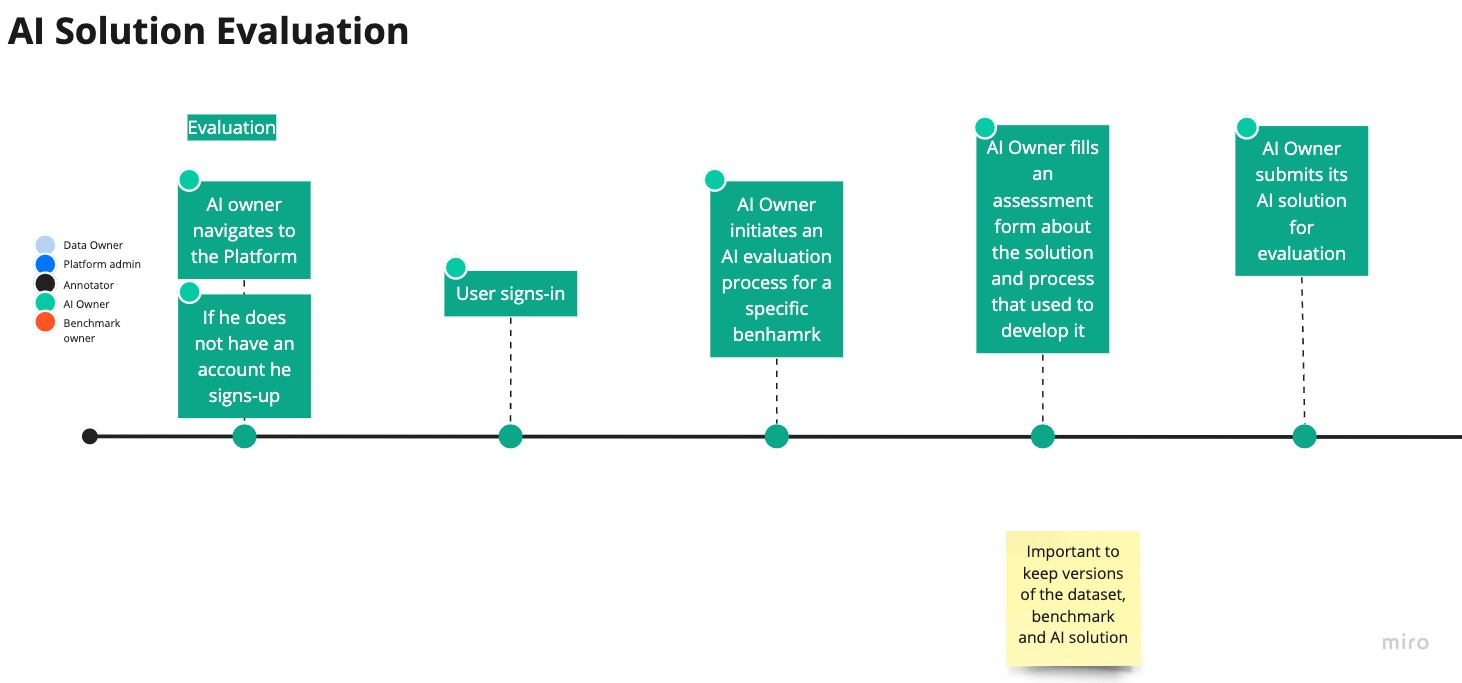 AI Solution Evaluation
Evaluation
AI owner
navigates to
the Platform
If he does
not have an
account he
signs-up
Data Owner
Platform admin
Annotator
AI Owner
Benchmark
owner
User signs-in
AI Owner
initiates an
AI evaluation
process for a
specific
benhamrk
AI Owner fills
an
assessment
form about
the solution
and process
that used to
develop it
AI Owner
submits its
AI solution
for
evaluation
Important to
keep versions
of the dataset,
benchmark
and AI solution
miro